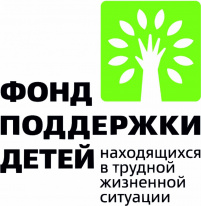 ФОНД
ПОДДЕРЖКИ
ДЕТЕЙ
находящихся
в трудной
жизненной
ситуации